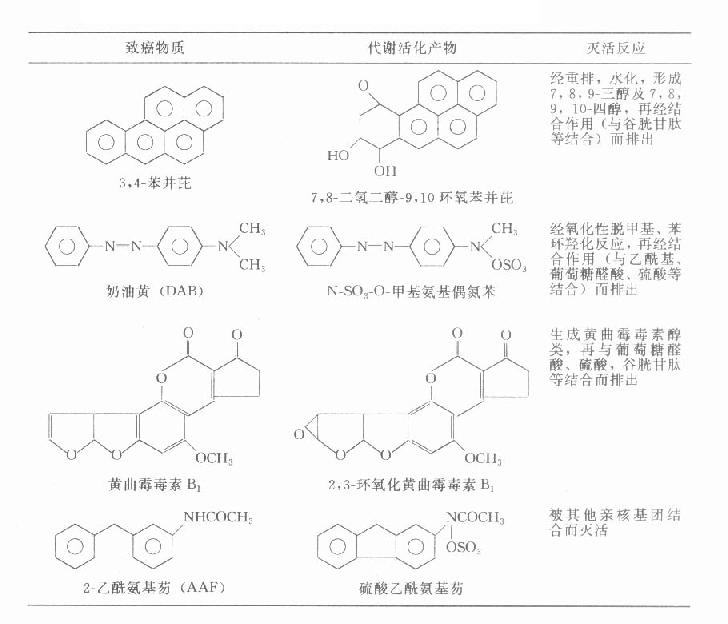 致癌物质 代谢活化产物 灭活反应
经重排，水化，形成
7，8，9-三醇及7，8，
9，10-四醇，再经结
合作用（与谷胱甘肽
等结合）而排出
O
HO
OH
3,4-苯并芘
7,8-二氢二醇-9,10 环氧苯并芘
经氧化性脱甲基、苯
环羟化反应，再经结
合作用（与乙酰基、
葡萄糖醛酸、硫酸等
结合）而排出
N=N N CH₃ CH₃
N=N N CH₃ OSO₃
奶油黄（DAB）
N-SO₃-O-甲基氨基偶氮苯
生成黄曲霉毒素醇
类，再与葡萄糖醛
酸、硫酸，谷胱甘肽
等结合而排出
O O O O O OCH₃
O O O O O O OCH₃
黄曲霉毒素 B₁
2,3-环氧化黄曲霉毒素 B₁
被其他亲核基团结
合而灭活
NHCOCH₃
NCOCH₃
OSO₃
2-乙酰氨基芴（AAF）
硫酸乙酰氨基芴